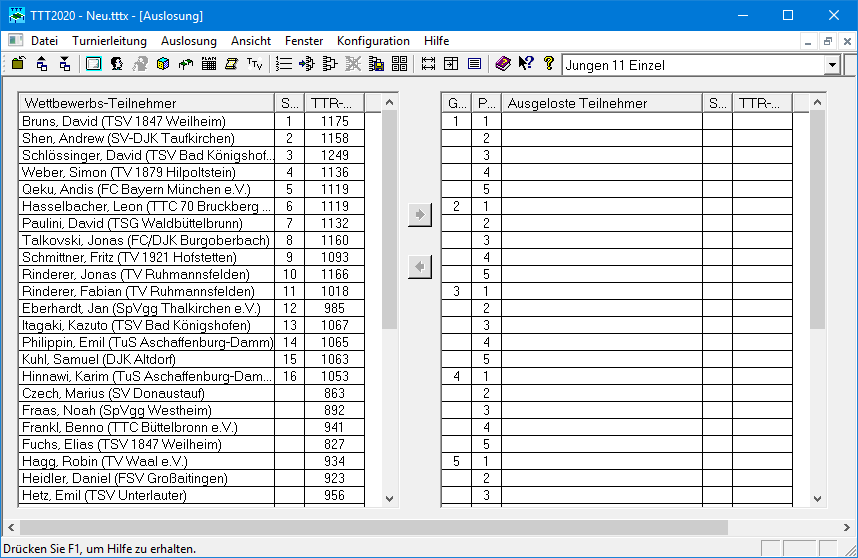 TTT2020 - Neu.tttx - [Auslosung]
Datei Turnierleitung Auslosung Ansicht Fenster Konfiguration Hilfe
Jungen 11 Einzel
Wettbewerbs-Teilnehmer S... TTR-... G... P... Ausgeloste Teilnehmer S... TTR-...
Bruns, David (TSV 1847 Weilheim) 1 1175 1 1
Shen, Andrew (SV-DJK Taufkirchen) 2 1158 2
Schlössinger, David (TSV Bad Königshof... 3 1249 3
Weber, Simon (TV 1879 Hilpoltstein) 4 1136 4
Qeku, Andis (FC Bayern München e.V.) 5 1119 5
Hasselbacher, Leon (TTC 70 Bruckberg ... 6 1119 2 1
Paulini, David (TSG Waldbüttelbrunn) 7 1132 2
Talkovski, Jonas (FC/DJK Burgoberbach) 8 1160 3
Schmittner, Fritz (TV 1921 Hofstetten) 9 1093 4
Rinderer, Jonas (TV Ruhmannsfelden) 10 1166 5
Rinderer, Fabian (TV Ruhmannsfelden) 11 1018 3 1
Eberhardt, Jan (SpVgg Thalkirchen e.V.) 12 985 2
Itagaki, Kazuto (TSV Bad Königshofen) 13 1067 3
Philippin, Emil (TuS Aschaffenburg-Damm) 14 1065 4
Kuhl, Samuel (DJK Altdorf) 15 1063 5
Hinnawi, Karim (TuS Aschaffenburg-Dam... 16 1053 4 1
Czech, Marius (SV Donaustauf) 863 2
Fraas, Noah (SpVgg Westheim) 892 3
Frankl, Benno (TTC Büttelbronn e.V.) 941 4
Fuchs, Elias (TSV 1847 Weilheim) 827 5
Hagg, Robin (TV Waal e.V.) 934 5 1
Heidler, Daniel (FSV Großaitingen) 923 2
Hetz, Emil (TSV Unterlauter) 956 3
Drücken Sie F1, um Hilfe zu erhalten.